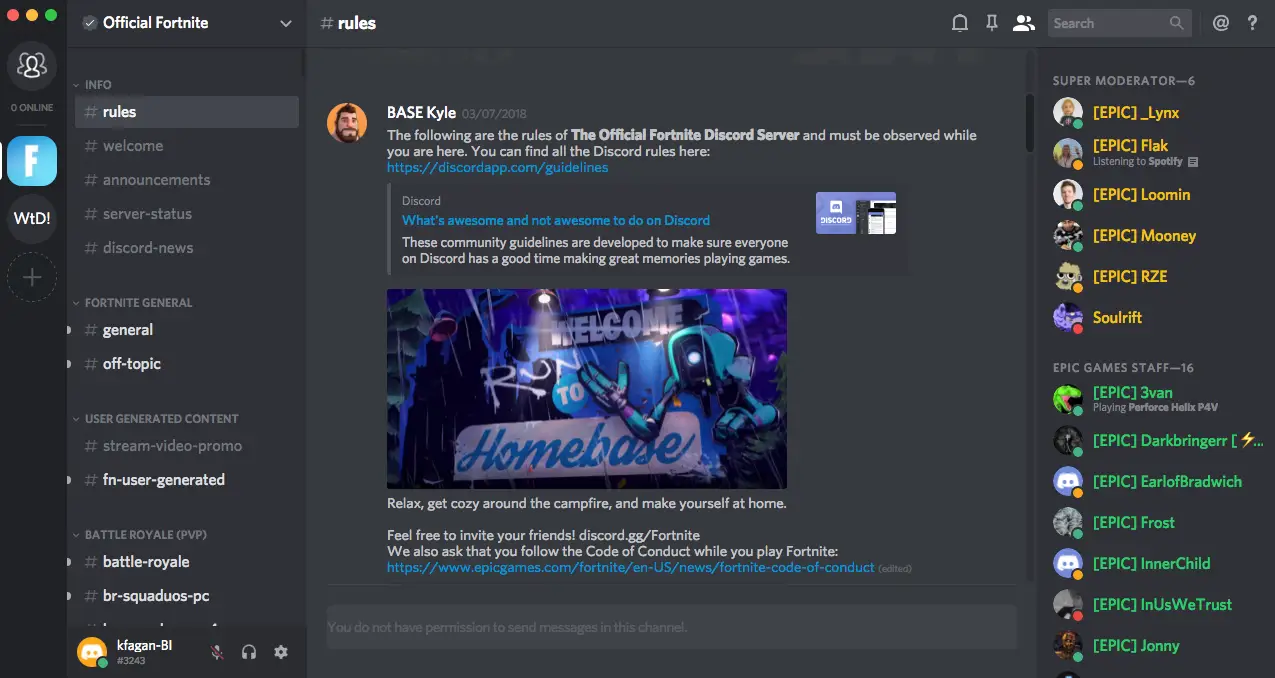 Official Fortnite
# rules
Search
@ ?
0 ONLINE
F
WtD!
INFO
# rules
# welcome
# announcements
# server-status
# discord-news
FORTNITE GENERAL
# general
# off-topic
USER GENERATED CONTENT
# stream-video-promo
# fn-user-generated
BATTLE ROYALE (PVP)
# battle-royale
# br-squaduos-pc
kfagan-BI
#3243
BASE Kyle 03/07/2018
The following are the rules of The Official Fortnite Discord Server and must be observed while
you are here. You can find all the Discord rules here:
https://discordapp.com/guidelines
Discord
What's awesome and not awesome to do on Discord
These community guidelines are developed to make sure everyone
on Discord has a good time making great memories playing games.
DISCORD
WELCOME
RUN
TO
Homebase
Relax, get cozy around the campfire, and make yourself at home.
Feel free to invite your friends! discord.gg/Fortnite
We also ask that you follow the Code of Conduct while you play Fortnite:
https://www.epicgames.com/fortnite/en-US/news/fortnite-code-of-conduct (edited)
You do not have permission to send messages in this channel.
SUPER MODERATOR—6
[EPIC] _Lynx
[EPIC] Flak
Listening to Spotify
[EPIC] Loomin
[EPIC] Mooney
[EPIC] RZE
Soulrift
EPIC GAMES STAFF—16
[EPIC] 3van
Playing Perforce Helix P4V
[EPIC] Darkbringerr [⚡...
[EPIC] EarlofBradwich
[EPIC] Frost
[EPIC] InnerChild
[EPIC] InUsWeTrust
[EPIC] Jonny